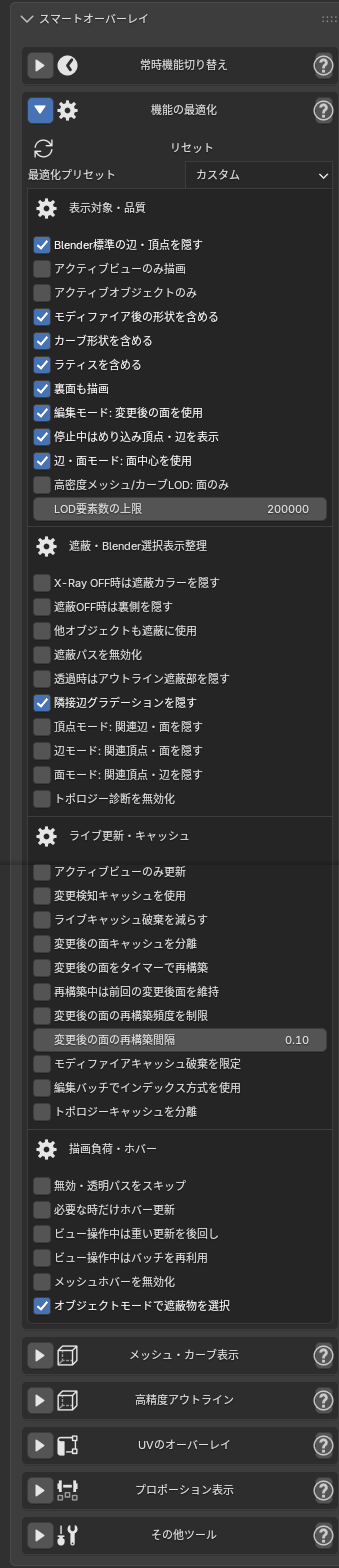 スマートオーバーレイ
常時機能切り替え
機能の最適化
リセット
最適化プリセット カスタム
表示対象・品質
Blender標準の辺・頂点を隠す
アクティブビューのみ描画
アクティブオブジェクトのみ
モディファイア後の形状を含める
カーブ形状を含める
ラティスを含める
裏面も描画
編集モード: 変更後の面を使用
停止中はめり込み頂点・辺を表示
辺・面モード: 面中心を使用
高密度メッシュ/カーブLOD: 面のみ
LOD要素数の上限 200000
遮蔽・Blender選択表示整理
X-Ray OFF時は遮蔽カラーを隠す
遮蔽OFF時は裏側を隠す
他オブジェクトも遮蔽に使用
遮蔽パスを無効化
透過時はアウトライン遮蔽部を隠す
隣接辺グラデーションを隠す
頂点モード: 関連辺・面を隠す
辺モード: 関連頂点・面を隠す
面モード: 関連頂点・辺を隠す
トポロジー診断を無効化
ライブ更新・キャッシュ
アクティブビューのみ更新
変更検知キャッシュを使用
ライブキャッシュ破棄を減らす
変更後の面キャッシュを分離
変更後の面をタイマーで再構築
再構築中は前回の変更後面を維持
変更後の面の再構築頻度を制限
変更後の面の再構築間隔 0.10
モディファイアキャッシュ破棄を限定
編集バッチでインデックス方式を使用
トポロジーキャッシュを分離
描画負荷・ホバー
無効・透明パスをスキップ
必要な時だけホバー更新
ビュー操作中は重い更新を後回し
ビュー操作中はバッチを再利用
メッシュホバーを無効化
オブジェクトモードで遮蔽物を選択
メッシュ・カーブ表示
高精度アウトライン
UVのオーバーレイ
プロポーション表示
その他ツール